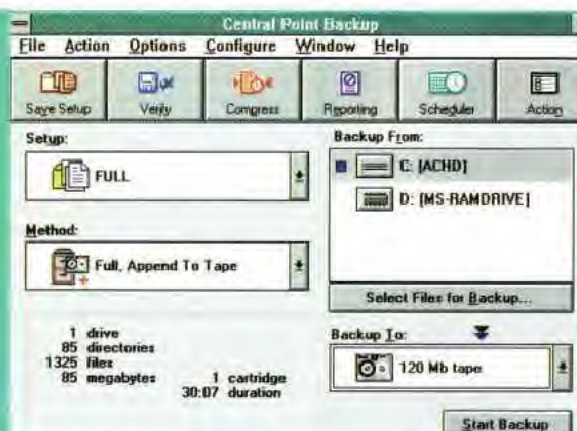 Central Point Backup
File Action Options Configure Window Help
Save Setup Verify Compress Reporting Scheduler Action
Setup:
FULL
Method:
Full, Append To Tape
1 drive
85 directories
1325 files
85 megabytes 1 cartridge
30:07 duration
Backup From:
C: [ACHD]
D: [MS-RAMDRIVE]
Select Files for Backup...
Backup To:
120 Mb tape
Start Backup